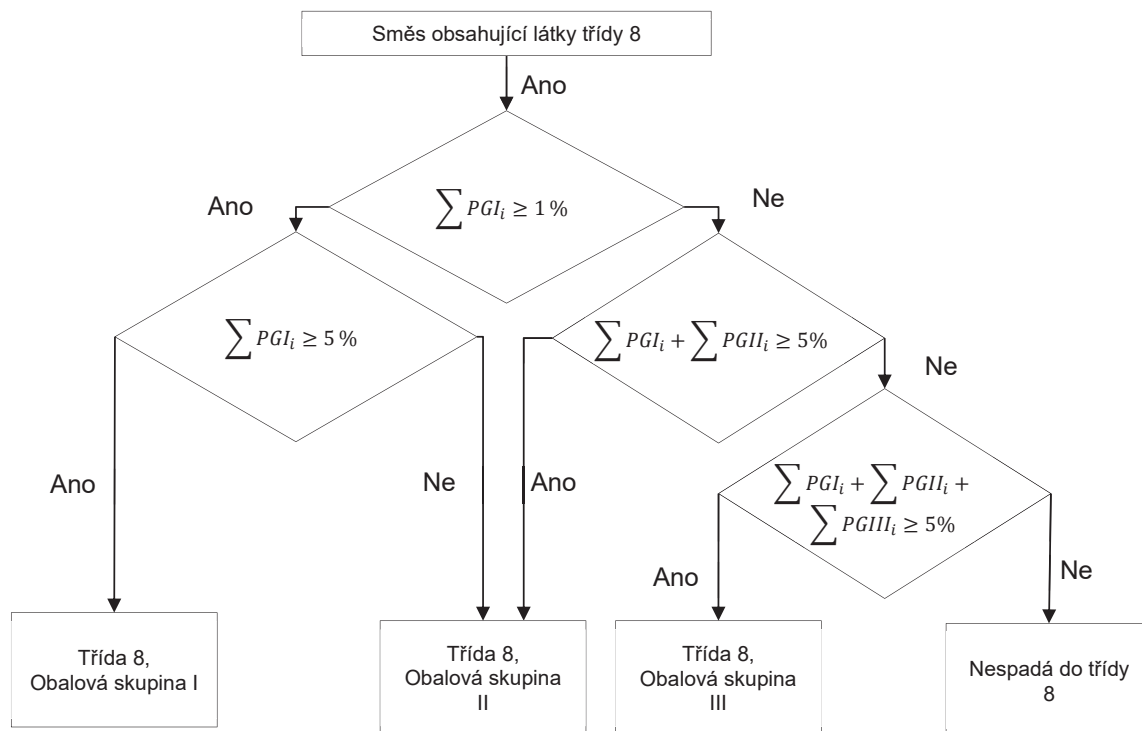 Směs obsahující látky třídy 8
Ano
∑ PGI_i ≥ 1 %
Ano
Ne
∑ PGI_i ≥ 5 %
∑ PGI_i + ∑ PGII_i ≥ 5%
Ne
Ano
Ne
Ano
∑ PGI_i + ∑ PGII_i +
∑ PGIII_i ≥ 5%
Ano
Ne
Třída 8,
Obalová skupina I
Třída 8,
Obalová skupina
II
Třída 8,
Obalová skupina
III
Nespadá do třídy
8